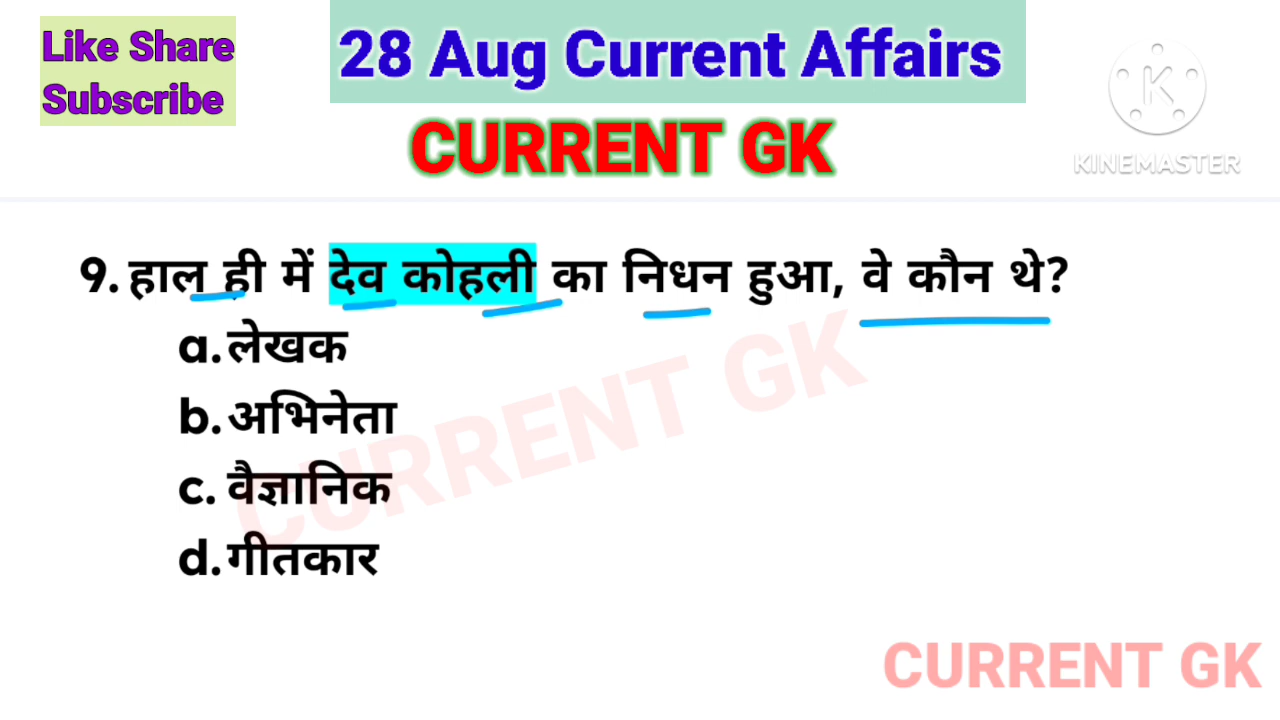 Like Share
Subscribe
28 Aug Current Affairs
CURRENT GK
KINEMASTER
9. हाल ही में देव कोहली का निधन हुआ, वे कौन थे?
a. लेखक
b. अभिनेता
c. वैज्ञानिक
d. गीतकार
CURRENT GK
CURRENT GK